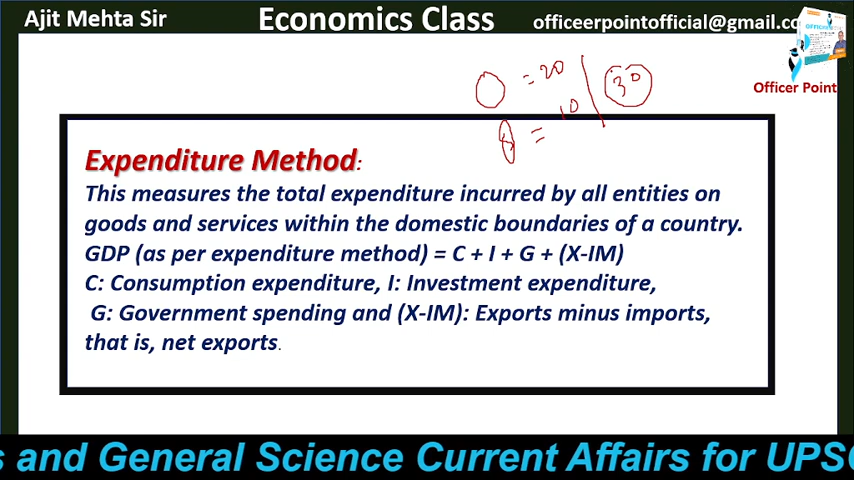 Ajit Mehta Sir
Economics Class
officeerpointofficial@gmail.co
Officer Point
= 20
30
= 10
Expenditure Method:
This measures the total expenditure incurred by all entities on
goods and services within the domestic boundaries of a country.
GDP (as per expenditure method) = C + I + G + (X-IM)
C: Consumption expenditure, I: Investment expenditure,
G: Government spending and (X-IM): Exports minus imports,
that is, net exports.
s and General Science Current Affairs for UPSC